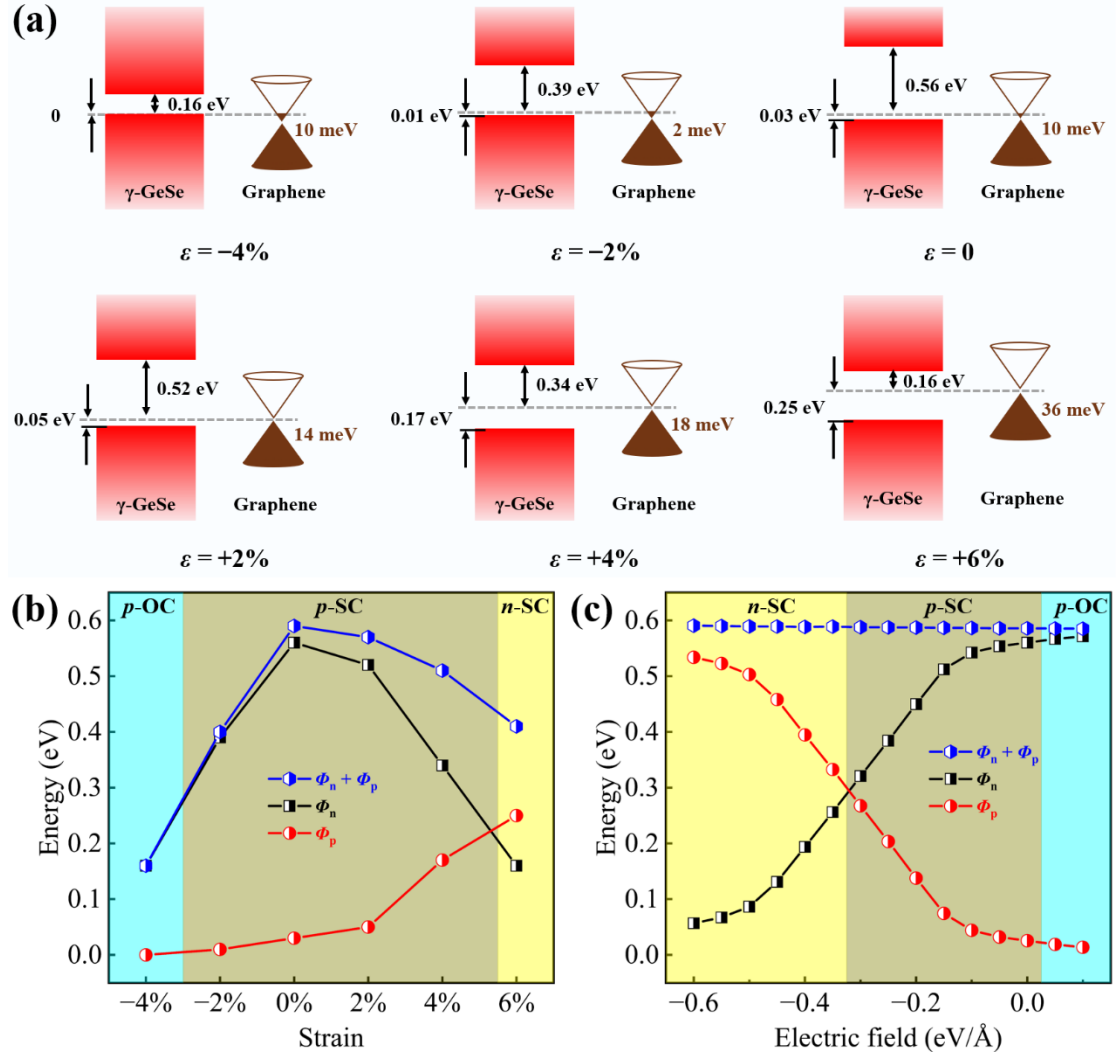 (a)
0.16 eV
0
10 meV
γ-GeSe
Graphene
ε = −4%
0.39 eV
0.01 eV
2 meV
γ-GeSe
Graphene
ε = −2%
0.56 eV
0.03 eV
10 meV
γ-GeSe
Graphene
ε = 0
0.52 eV
0.05 eV
14 meV
γ-GeSe
Graphene
ε = +2%
0.34 eV
0.17 eV
18 meV
γ-GeSe
Graphene
ε = +4%
0.16 eV
0.25 eV
36 meV
γ-GeSe
Graphene
ε = +6%
(b)
p-OC
p-SC
n-SC
0.6
0.5
0.4
0.3
0.2
0.1
0.0
Energy (eV)
Φn + Φp
Φn
Φp
−4%
−2%
0%
2%
4%
6%
Strain
(c)
n-SC
p-SC
p-OC
0.6
0.5
0.4
0.3
0.2
0.1
0.0
Energy (eV)
Φn + Φp
Φn
Φp
−0.6
−0.4
−0.2
0.0
Electric field (eV/Å)